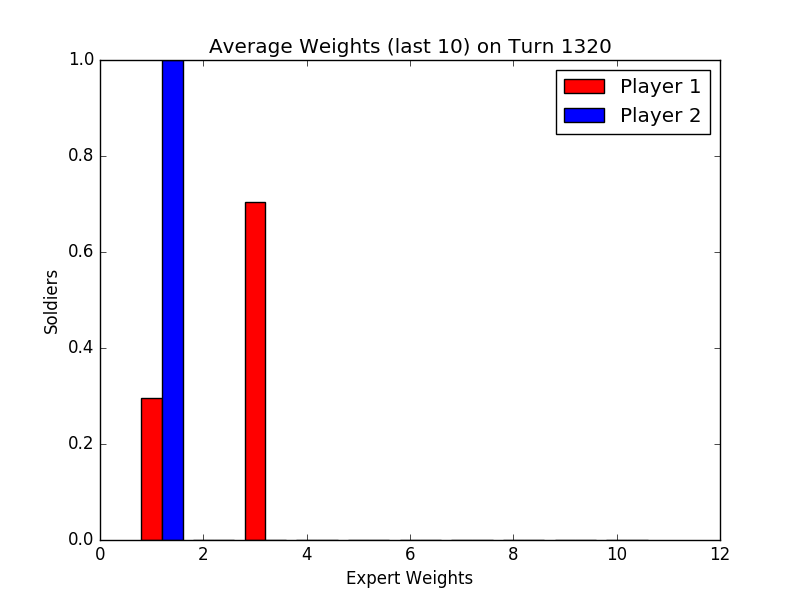 Average Weights (last 10) on Turn 1320
Player 1
Player 2
1.0
0.8
0.6
0.4
0.2
0.0
Soldiers
0 2 4 6 8 10 12
Expert Weights